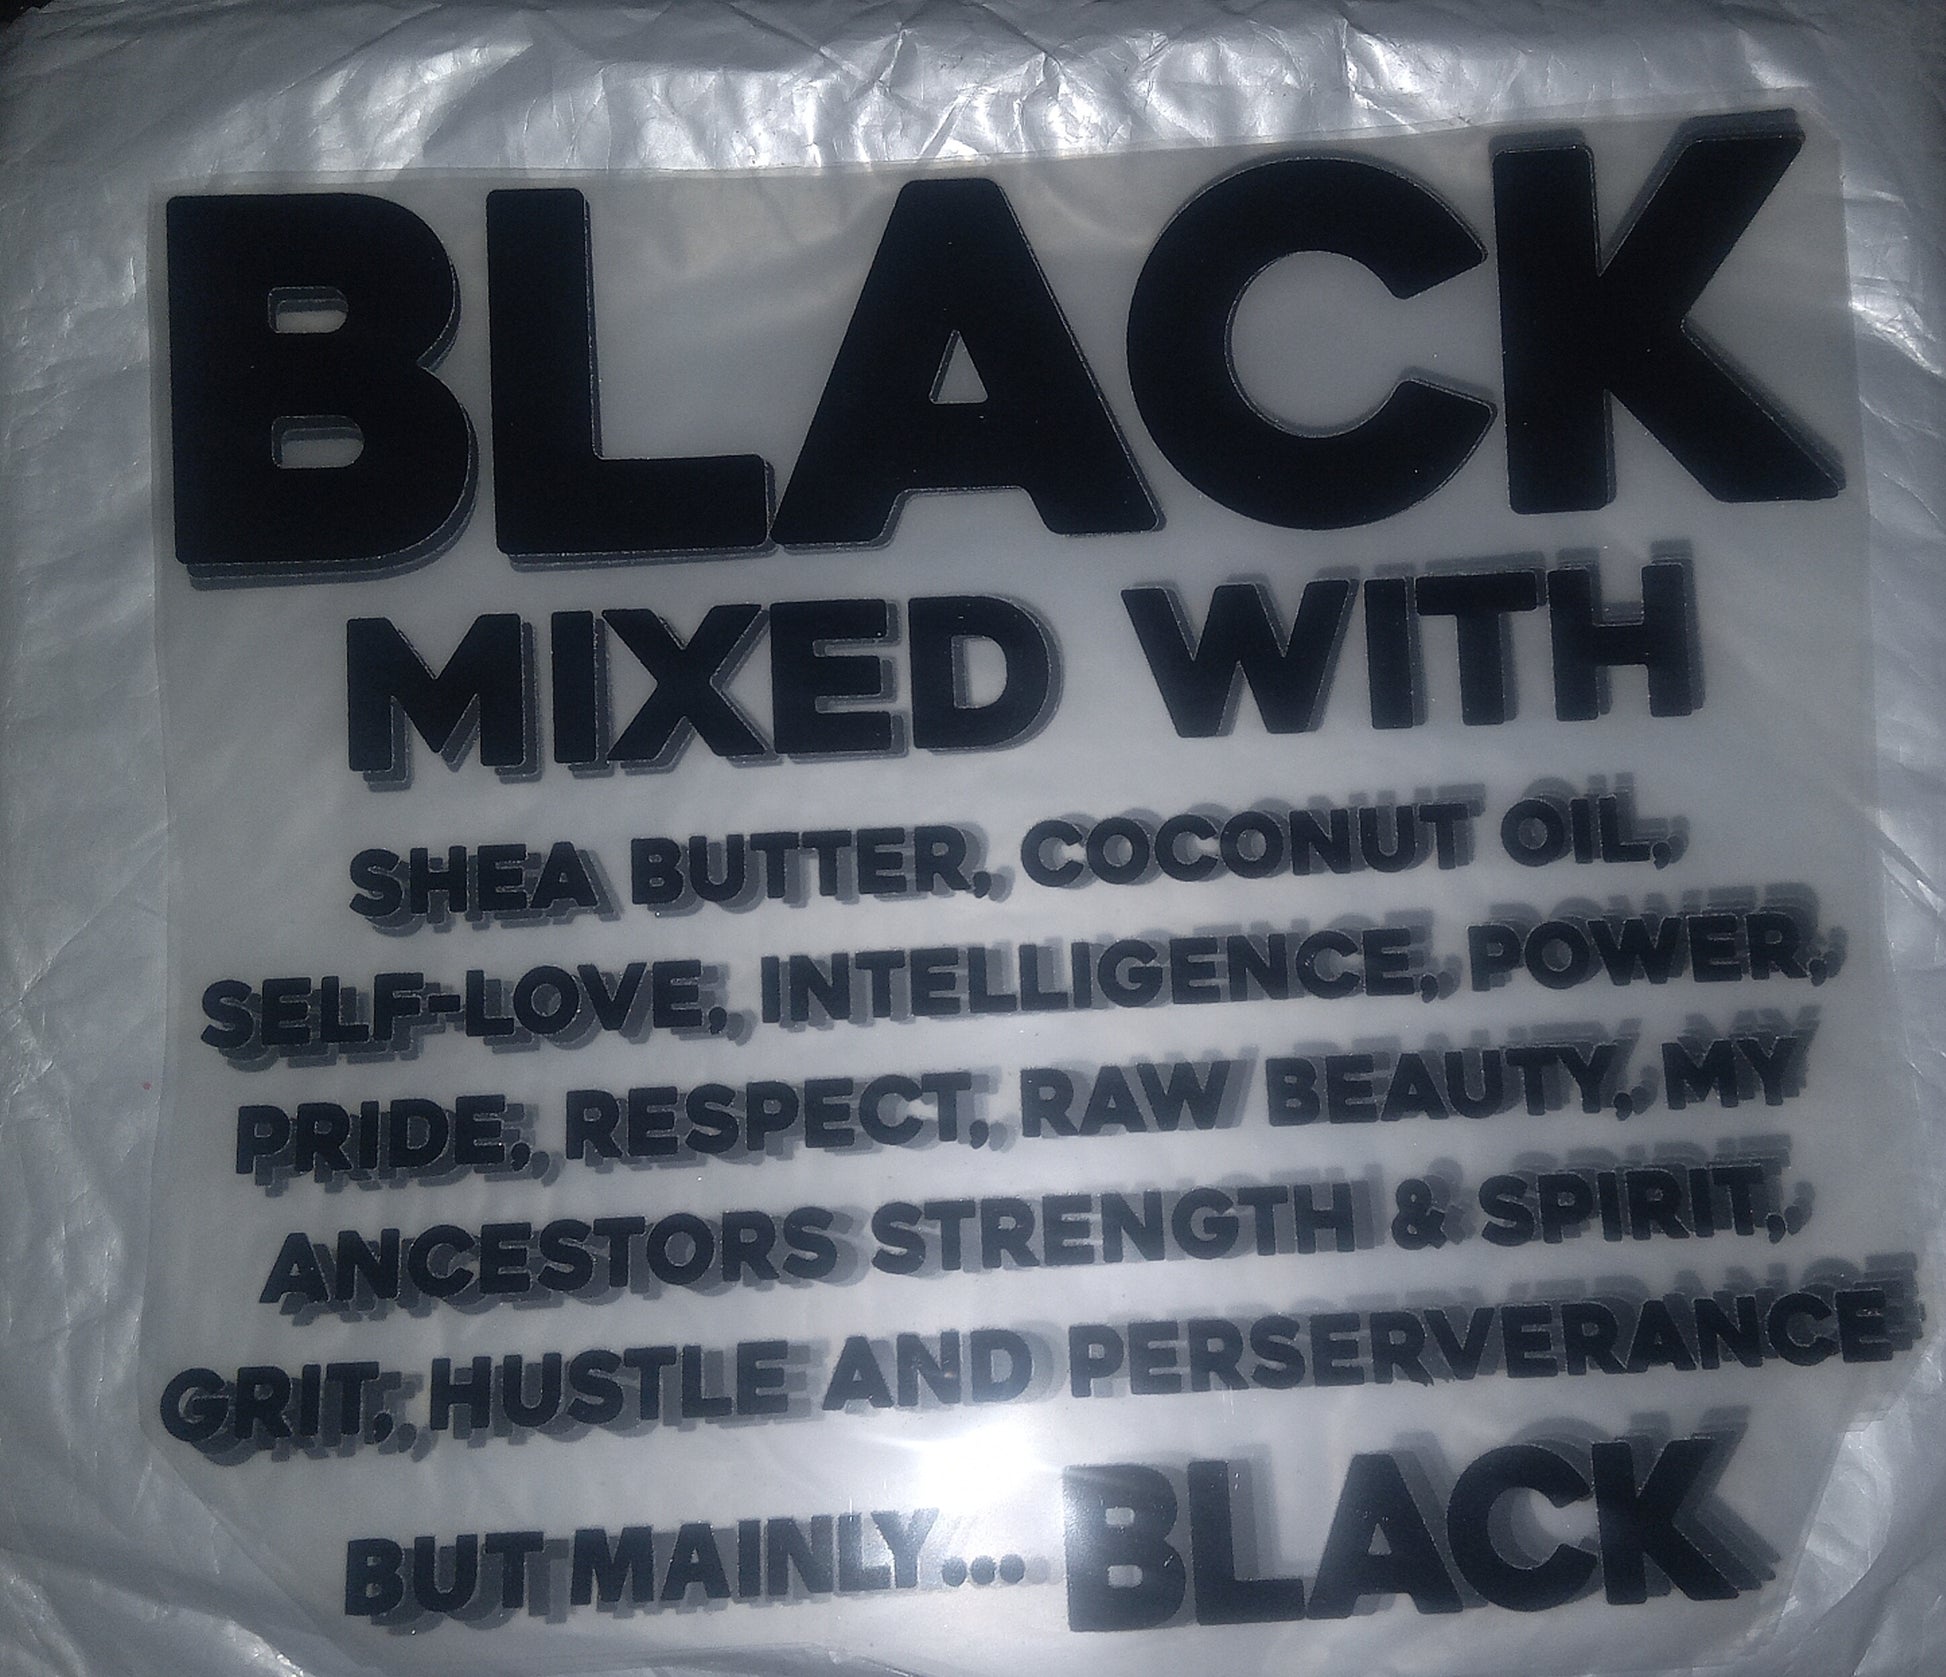 BLACK
MIXED WITH
SHEA BUTTER, COCONUT OIL,
SELF-LOVE, INTELLIGENCE, POWER,
PRIDE, RESPECT, RAW BEAUTY, MY
ANCESTORS STRENGTH & SPIRIT,
GRIT, HUSTLE AND PERSERVERANCE
BUT MAINLY... BLACK